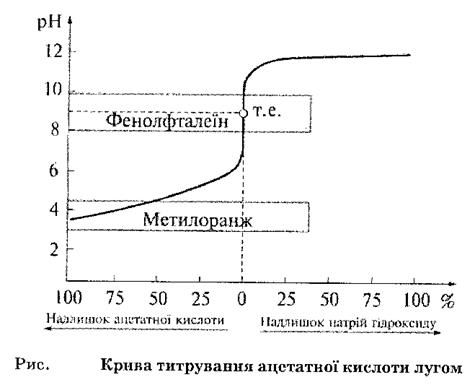 pH
12
10
Фенолфталеїн
т.е.
8
6
4
Метилоранж
2
100 75 50 25 0 25 50 75 100 %
Надлишок ацетатної кислоти
Надлишок натрій гідроксиду
Рис. Крива титрування ацетатної кислоти лугом